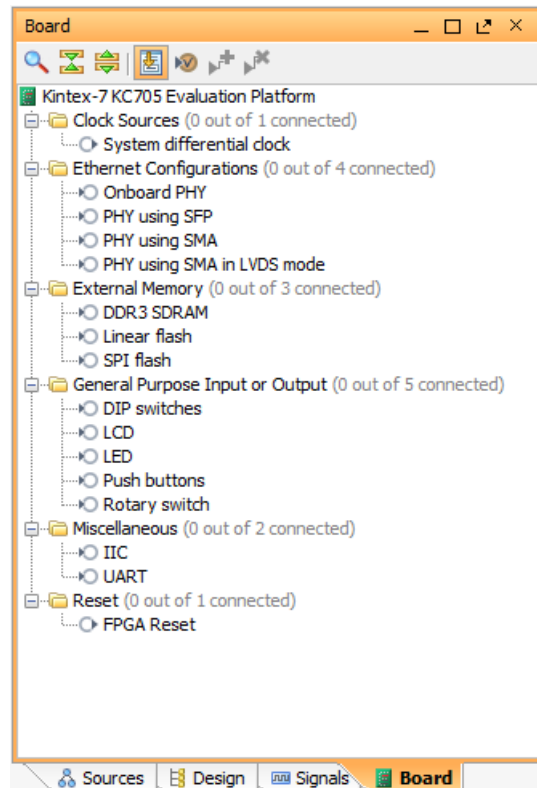 Board
Kintex-7 KC705 Evaluation Platform
Clock Sources (0 out of 1 connected)
System differential clock
Ethernet Configurations (0 out of 4 connected)
Onboard PHY
PHY using SFP
PHY using SMA
PHY using SMA in LVDS mode
External Memory (0 out of 3 connected)
DDR3 SDRAM
Linear flash
SPI flash
General Purpose Input or Output (0 out of 5 connected)
DIP switches
LCD
LED
Push buttons
Rotary switch
Miscellaneous (0 out of 2 connected)
IIC
UART
Reset (0 out of 1 connected)
FPGA Reset
Sources Design Signals Board